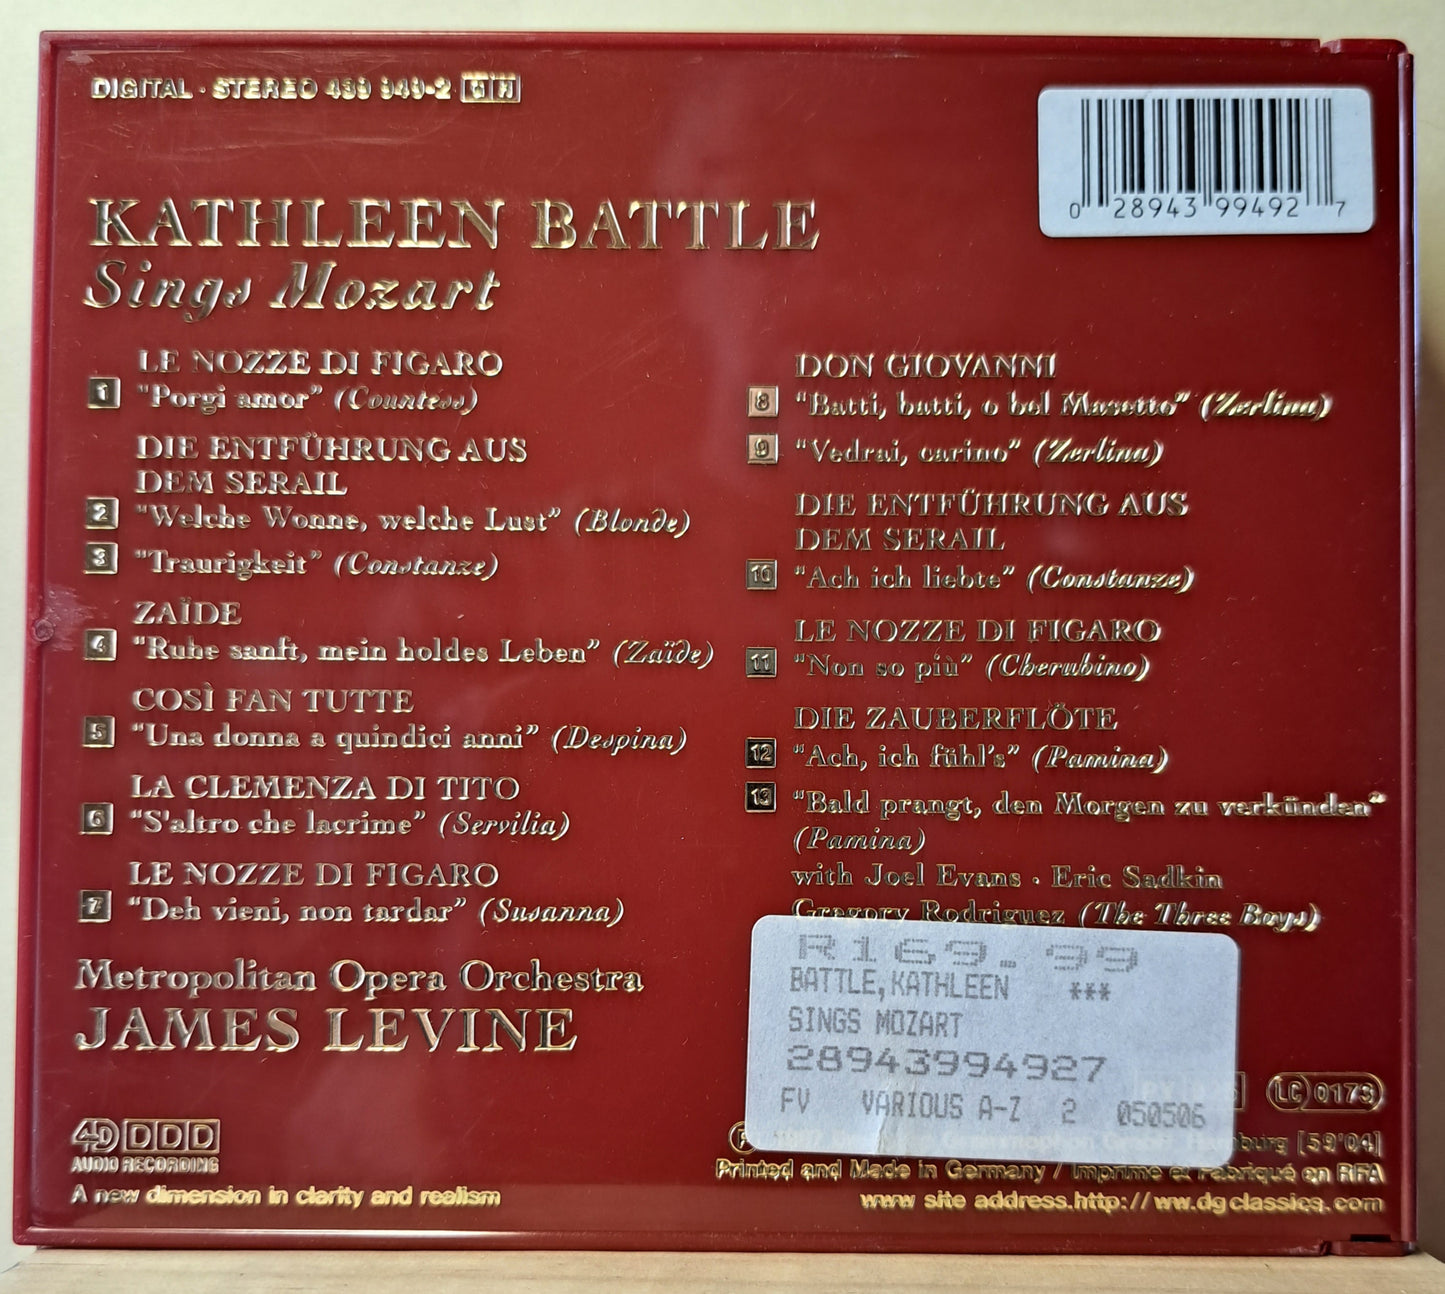 DIGITAL · STEREO 439 949-2 GH
0 28943 99492 7
KATHLEEN BATTLE
Sings Mozart
LE NOZZE DI FIGARO
1 "Porgi amor" (Countess)
DIE ENTFÜHRUNG AUS
DEM SERAIL
2 "Welche Wonne, welche Lust" (Blonde)
3 "Traurigkeit" (Constanze)
ZAÏDE
4 "Ruhe sanft, mein holdes Leben" (Zaïde)
COSÌ FAN TUTTE
5 "Una donna a quindici anni" (Despina)
LA CLEMENZA DI TITO
6 "S'altro che lacrime" (Servilia)
LE NOZZE DI FIGARO
7 "Deh vieni, non tardar" (Susanna)
DON GIOVANNI
8 "Batti, batti, o bel Masetto" (Zerlina)
9 "Vedrai, carino" (Zerlina)
DIE ENTFÜHRUNG AUS
DEM SERAIL
10 "Ach ich liebte" (Constanze)
LE NOZZE DI FIGARO
11 "Non so più" (Cherubino)
DIE ZAUBERFLÖTE
12 "Ach, ich fühl's" (Pamina)
13 "Bald prangt, den Morgen zu verkünden"
(Pamina)
with Joel Evans · Eric Sadkin
Gregory Rodriguez (The Three Boys)
Metropolitan Opera Orchestra
JAMES LEVINE
R169.99
BATTLE,KATHLEEN ***
SINGS MOZART
28943994927
FV VARIOUS A-Z 2 050506
LC 0173
4D DDD
AUDIO RECORDING
A new dimension in clarity and realism
[59'04]
Printed and Made in Germany / Imprimé et Fabriqué en RFA
www site address.http://ww.dgclassics.com